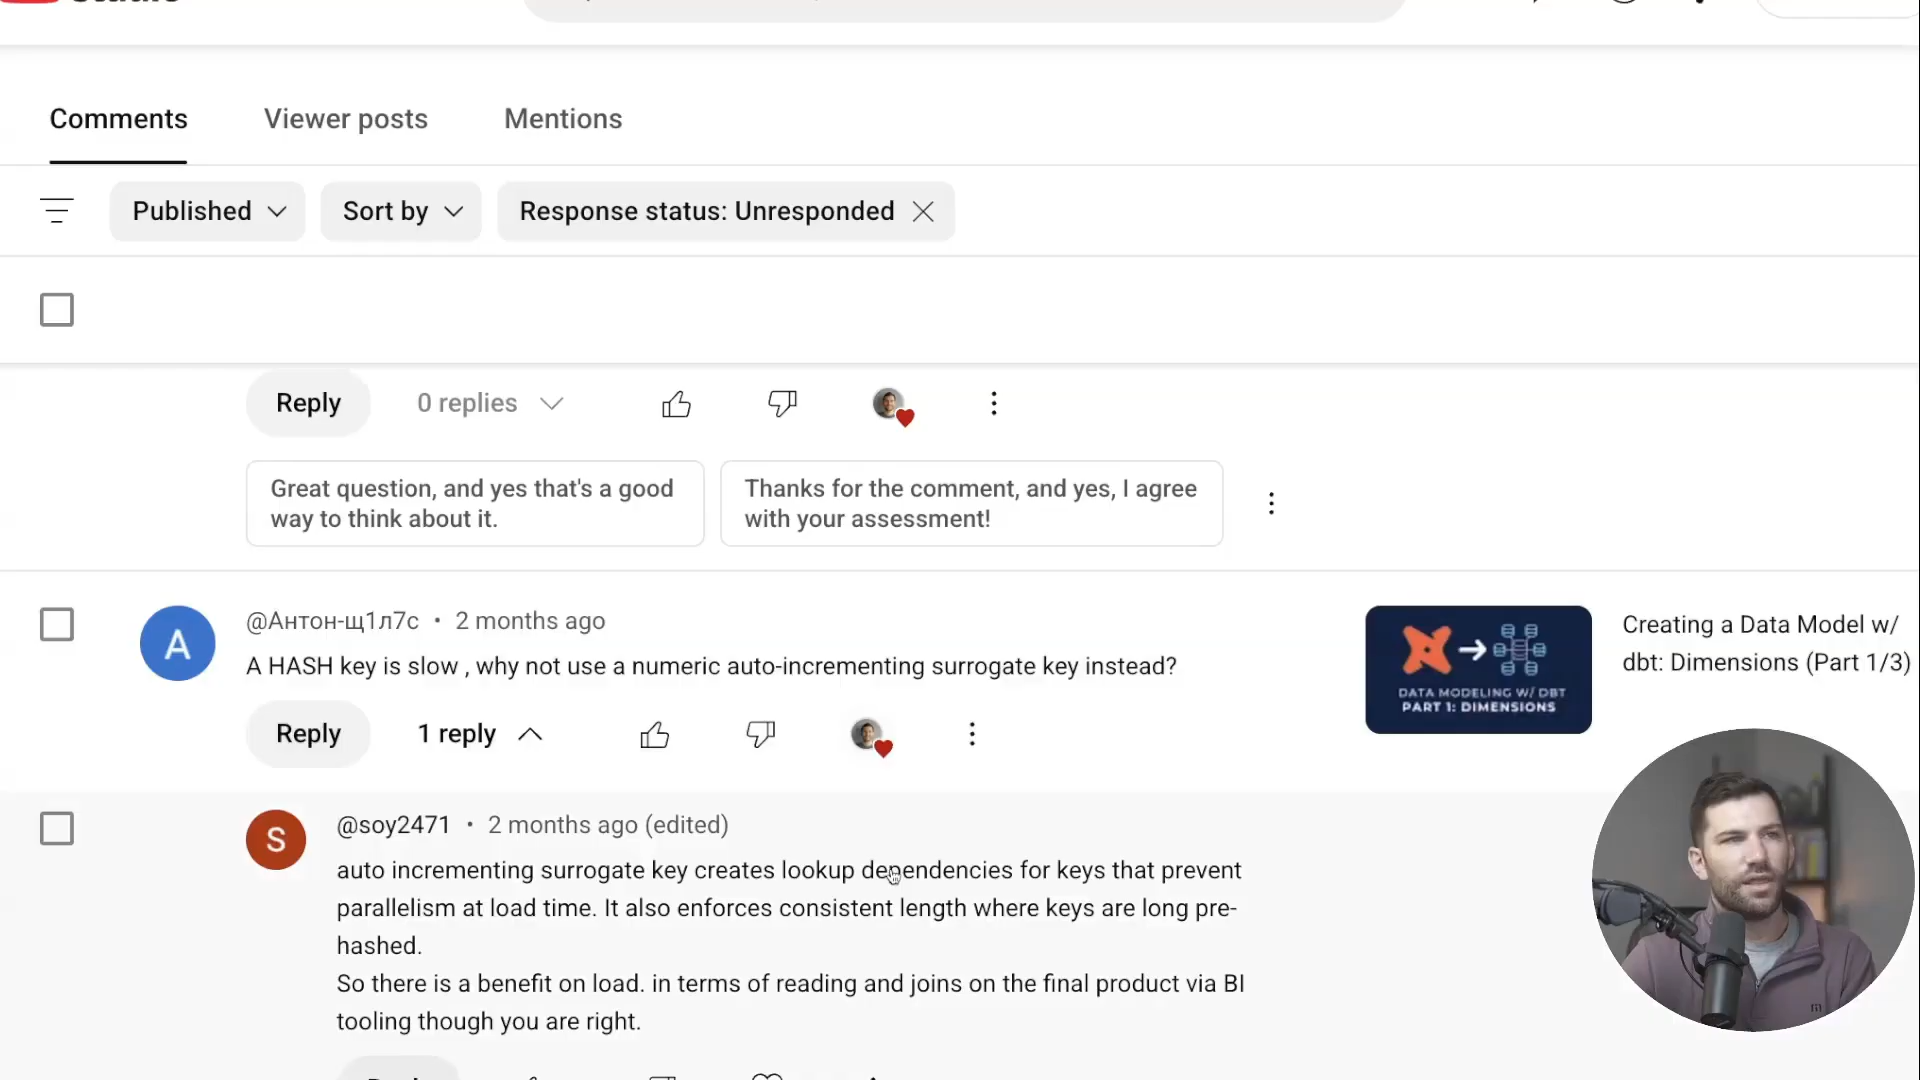 Comments
Viewer posts
Mentions
Published
Sort by
Response status: Unresponded
Reply
0 replies
Great question, and yes that's a good
way to think about it.
Thanks for the comment, and yes, I agree
with your assessment!
A
@Антон-щ1л7с • 2 months ago
A HASH key is slow , why not use a numeric auto-incrementing surrogate key instead?
DATA MODELING W/ DBT
PART 1: DIMENSIONS
Creating a Data Model w/
dbt: Dimensions (Part 1/3)
Reply
1 reply
S
@soy2471 • 2 months ago (edited)
auto incrementing surrogate key creates lookup dependencies for keys that prevent
parallelism at load time. It also enforces consistent length where keys are long pre-
hashed.
So there is a benefit on load. in terms of reading and joins on the final product via BI
tooling though you are right.